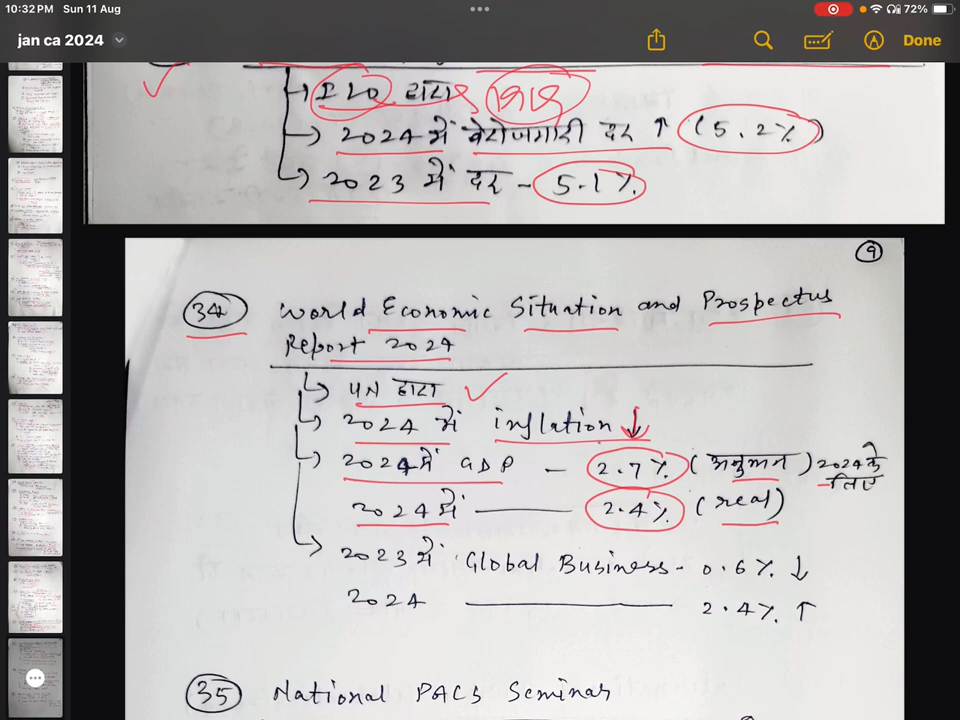 10:32 PM Sun 11 Aug
72%
jan ca 2024
Done
ILO द्वारा
2024 में बेरोजगारी दर ↑ (5.2%)
2023 में दर - 5.1%
9
34 World Economic Situation and Prospectus
Report 2024
UN द्वारा
2024 में inflation ↓
2024 में GDP - 2.7% (अनुमान) 2024 के लिए
2024 में 2.4% (real)
2023 में Global Business - 0.6% ↓
2024 2.4% ↑
35 National PACS Seminar